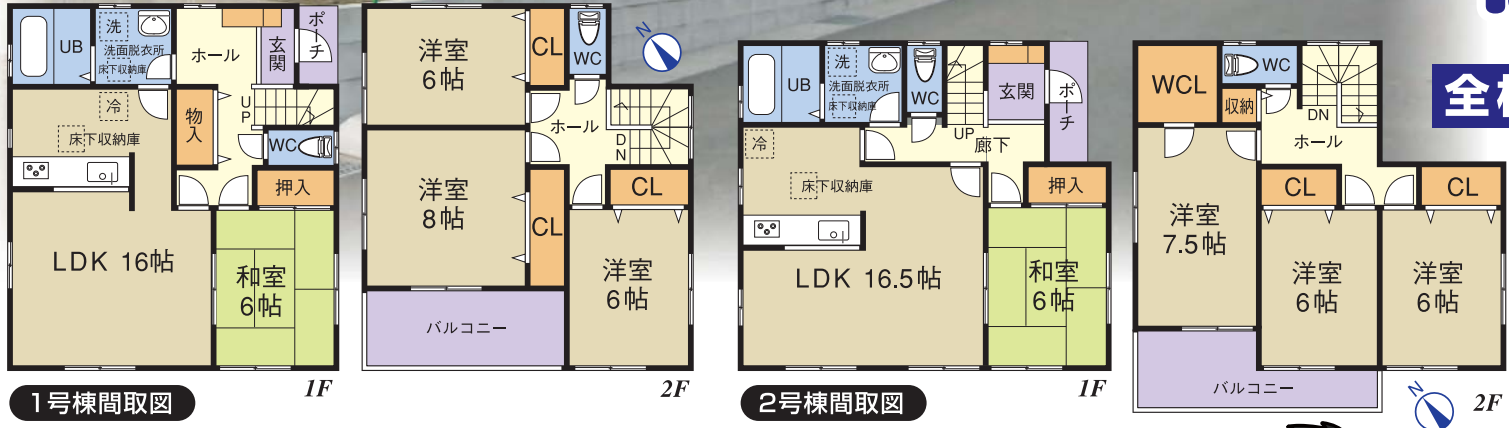 UB
洗
洗面脱衣所
床下収納庫
ホール
玄関
ポーチ
冷
床下収納庫
物入
UP
WC
押入
LDK 16帖
和室
6帖
1号棟間取図
1F
洋室
6帖
CL
WC
N
ホール
DN
洋室
8帖
CL
CL
洋室
6帖
バルコニー
2F
UB
洗
洗面脱衣所
床下収納庫
WC
UP
玄関
ポーチ
冷
廊下
床下収納庫
押入
LDK 16.5帖
和室
6帖
2号棟間取図
1F
WCL
WC
収納
DN
ホール
CL
CL
洋室
7.5帖
洋室
6帖
洋室
6帖
バルコニー
N
2F
全